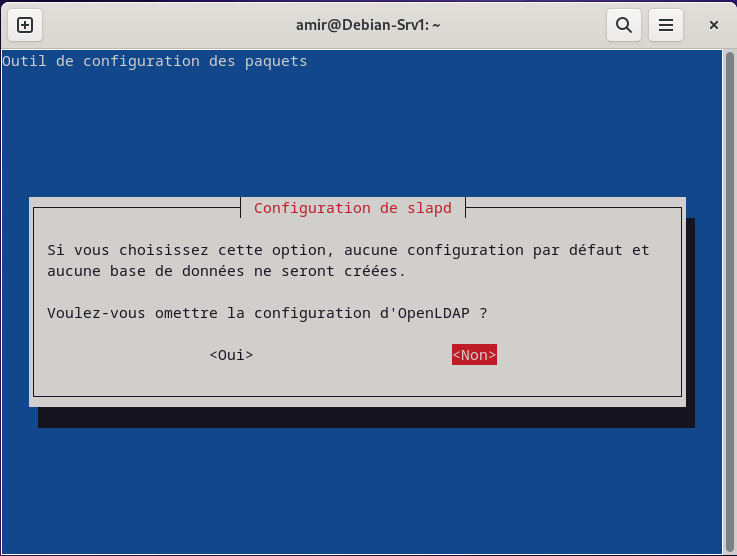 amir@Debian-Srv1: ~
Outil de configuration des paquets
Configuration de slapd
Si vous choisissez cette option, aucune configuration par défaut et
aucune base de données ne seront créées.
Voulez-vous omettre la configuration d'OpenLDAP ?
<Oui> <Non>